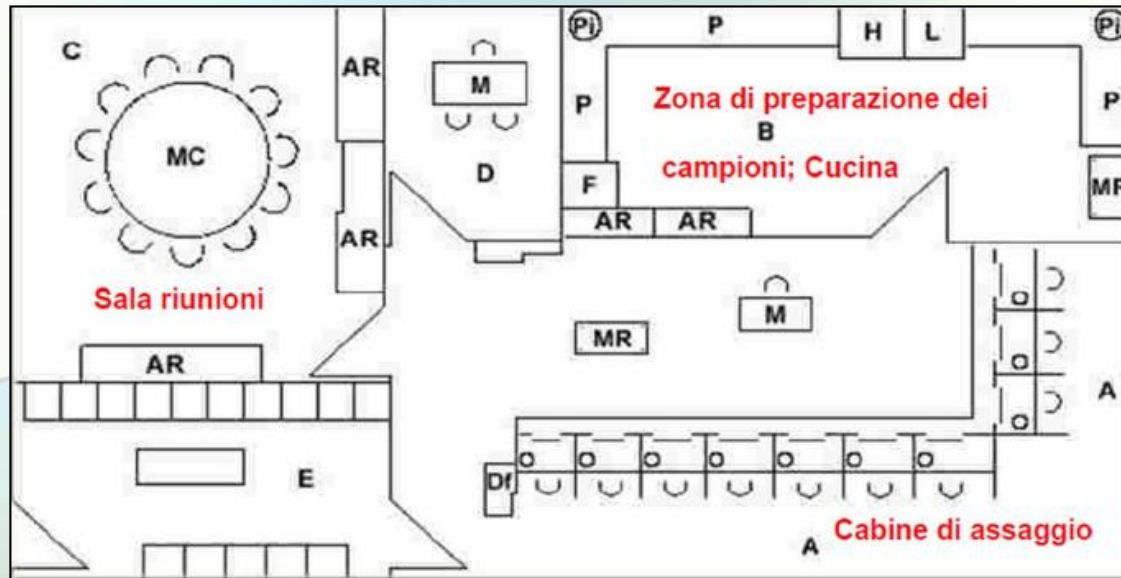 C
AR
M
Pi
P
H
L
Pi
P
Zona di preparazione dei
B
campioni; Cucina
P
MC
D
F
MR
AR
AR
AR
Sala riunioni
M
MR
AR
A
E
Df
Cabine di assaggio
A